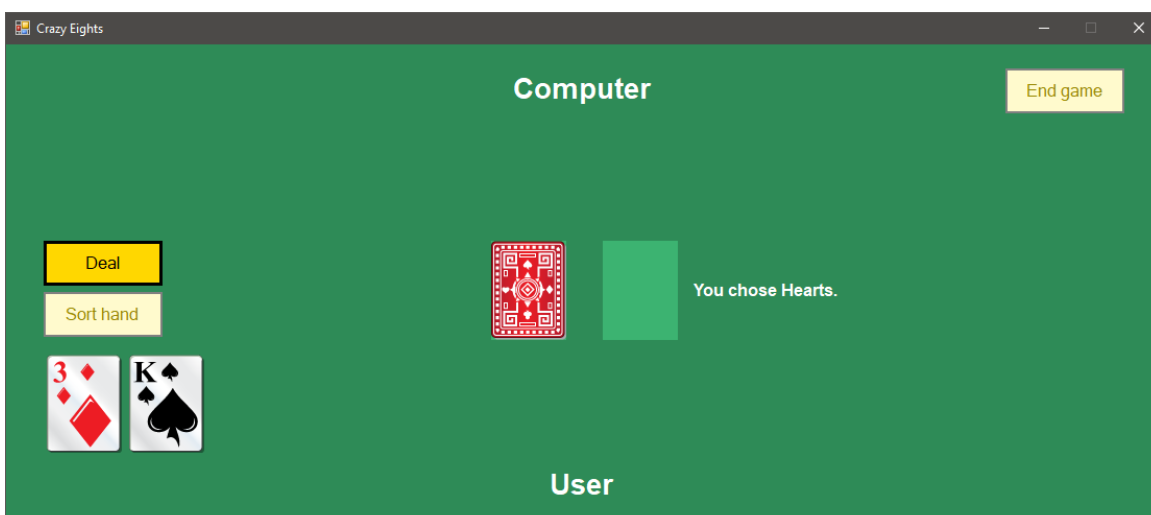 Crazy Eights
Computer
End game
Deal
You chose Hearts.
Sort hand
3
K
User